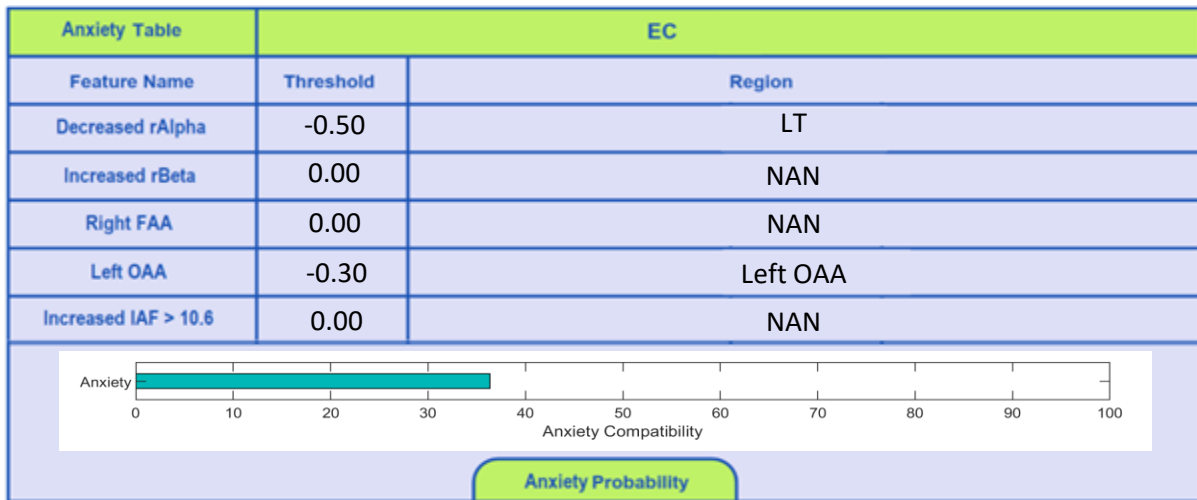 Anxiety Table EC
Feature Name Threshold Region
Decreased rAlpha -0.50 LT
Increased rBeta 0.00 NAN
Right FAA 0.00 NAN
Left OAA -0.30 Left OAA
Increased IAF > 10.6 0.00 NAN
Anxiety
0 10 20 30 40 50 60 70 80 90 100
Anxiety Compatibility
Anxiety Probability